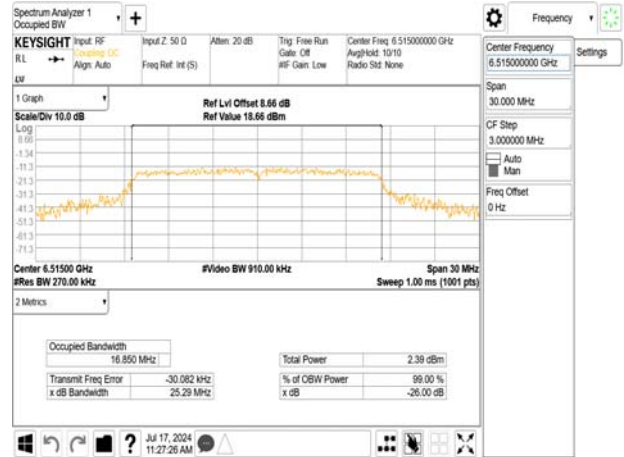 Spectrum Analyzer 1
Occupied BW
Frequency
KEYSIGHT
Input: RF
Coupling: DC
Align: Auto
Input Z: 50 Ω
Freq Ref: Int (S)
Atten: 20 dB
Trig: Free Run
Gate: Off
#IF Gain: Low
Center Freq: 6.515000000 GHz
Avg|Hold: 10/10
Radio Std: None
RL
LU
Center Frequency
6.515000000 GHz
Settings
Span
30.000 MHz
CF Step
3.000000 MHz
Auto
Man
Freq Offset
0 Hz
1 Graph
Scale/Div 10.0 dB
Ref Lvl Offset 8.66 dB
Ref Value 18.66 dBm
Log
8.66
-1.34
-11.3
-21.3
-31.3
-41.3
-51.3
-61.3
-71.3
Center 6.51500 GHz
#Video BW 910.00 kHz
Span 30 MHz
#Res BW 270.00 kHz
Sweep 1.00 ms (1001 pts)
2 Metrics
Occupied Bandwidth
16.850 MHz
Total Power 2.39 dBm
Transmit Freq Error -30.082 kHz
% of OBW Power 99.00 %
x dB Bandwidth 25.29 MHz
x dB -26.00 dB
?
Jul 17, 2024
11:27:26 AM